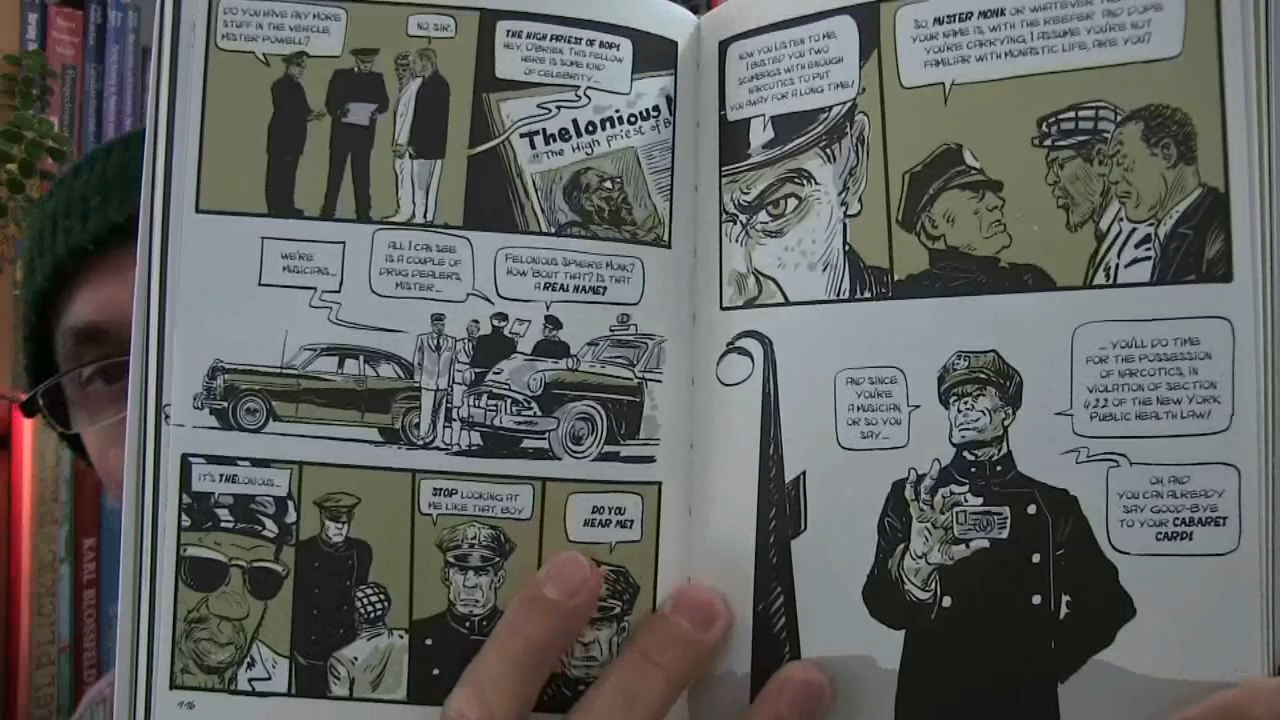 DO YOU HAVE ANY MORE
STUFF IN THE VEHICLE,
MISTER POWELL?
NO, SIR.
THE HIGH PRIEST OF BOP!
HEY, O'BRIEN. THIS FELLOW
HERE IS SOME KIND
OF CELEBRITY...
Thelonious
"The High priest of B
WE'RE
MUSICIANS...
ALL I CAN SEE
IS A COUPLE OF
DRUG DEALERS,
MISTER...
FELONIOUS SPHERE MONK?
HOW 'BOUT THAT? IS THAT
A REAL NAME?
IT'S THELONIOUS...
STOP LOOKING AT
ME LIKE THAT, BOY
DO YOU
HEAR ME?
116
NOW YOU LISTEN TO ME,
I BUSTED YOU TWO
SCUMBAGS WITH ENOUGH
NARCOTICS TO PUT
YOU AWAY FOR A LONG TIME!
SO, MISTER MONK OR WHATEVER
YOUR NAME IS, WITH THE REEFER AND DOPE
YOU'RE CARRYING, I ASSUME YOU'RE NOT
FAMILIAR WITH MONASTIC LIFE, ARE YOU?
AND SINCE
YOU'RE
A MUSICIAN,
OR SO YOU
SAY...
... YOU'LL DO TIME
FOR THE POSSESSION
OF NARCOTICS, IN
VIOLATION OF SECTION
422 OF THE NEW YORK
PUBLIC HEALTH LAW!
OH, AND
YOU CAN ALREADY
SAY GOOD-BYE
TO YOUR CABARET
CARD!
KARL BLOSSFELD